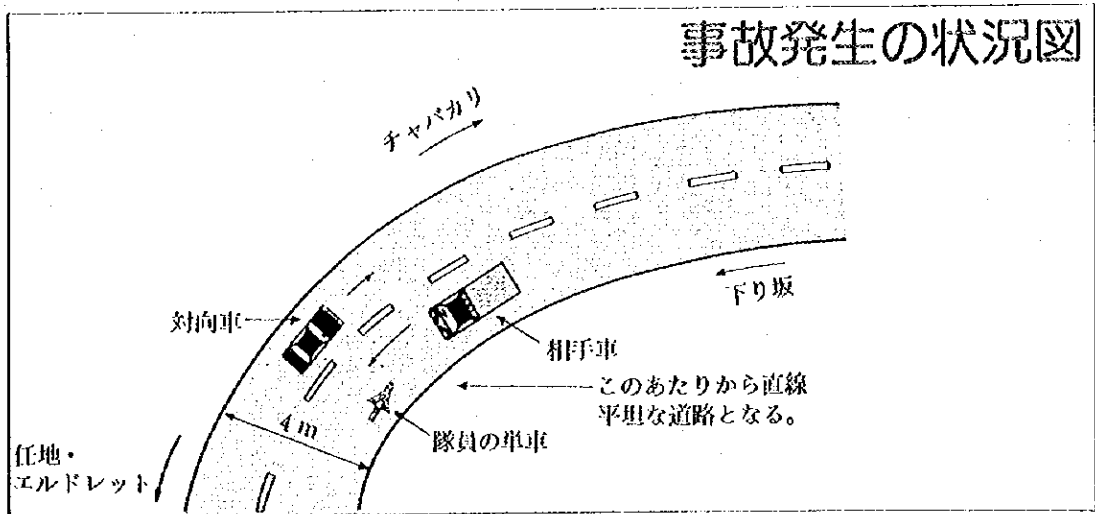 事故発生の状況図
チャバカリ
下り坂
対向車
相手車
このあたりから直線
平坦な道路となる。
4m
隊員の単車
任地・
エルドレット